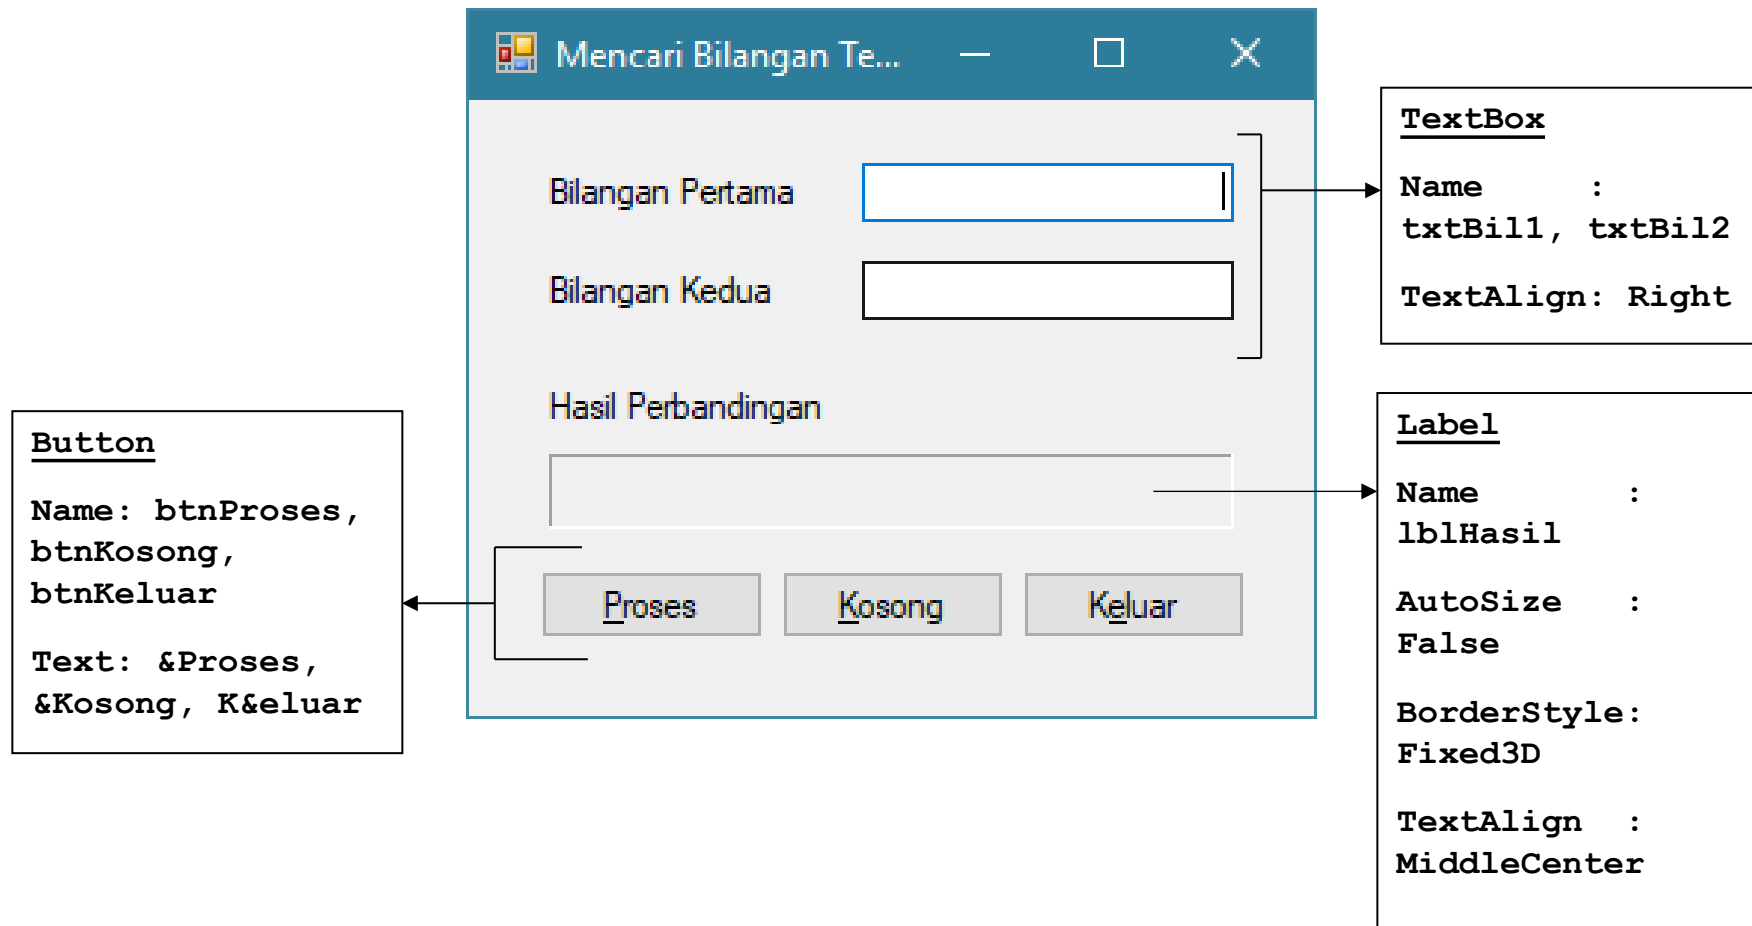 Mencari Bilangan Te...
Bilangan Pertama
Bilangan Kedua
Hasil Perbandingan
Proses
Kosong
Keluar
TextBox
Name :
txtBil1, txtBil2
TextAlign: Right
Label
Name :
lblHasil
AutoSize :
False
BorderStyle:
Fixed3D
TextAlign :
MiddleCenter
Button
Name: btnProses,
btnKosong,
btnKeluar
Text: &Proses,
&Kosong, K&eluar